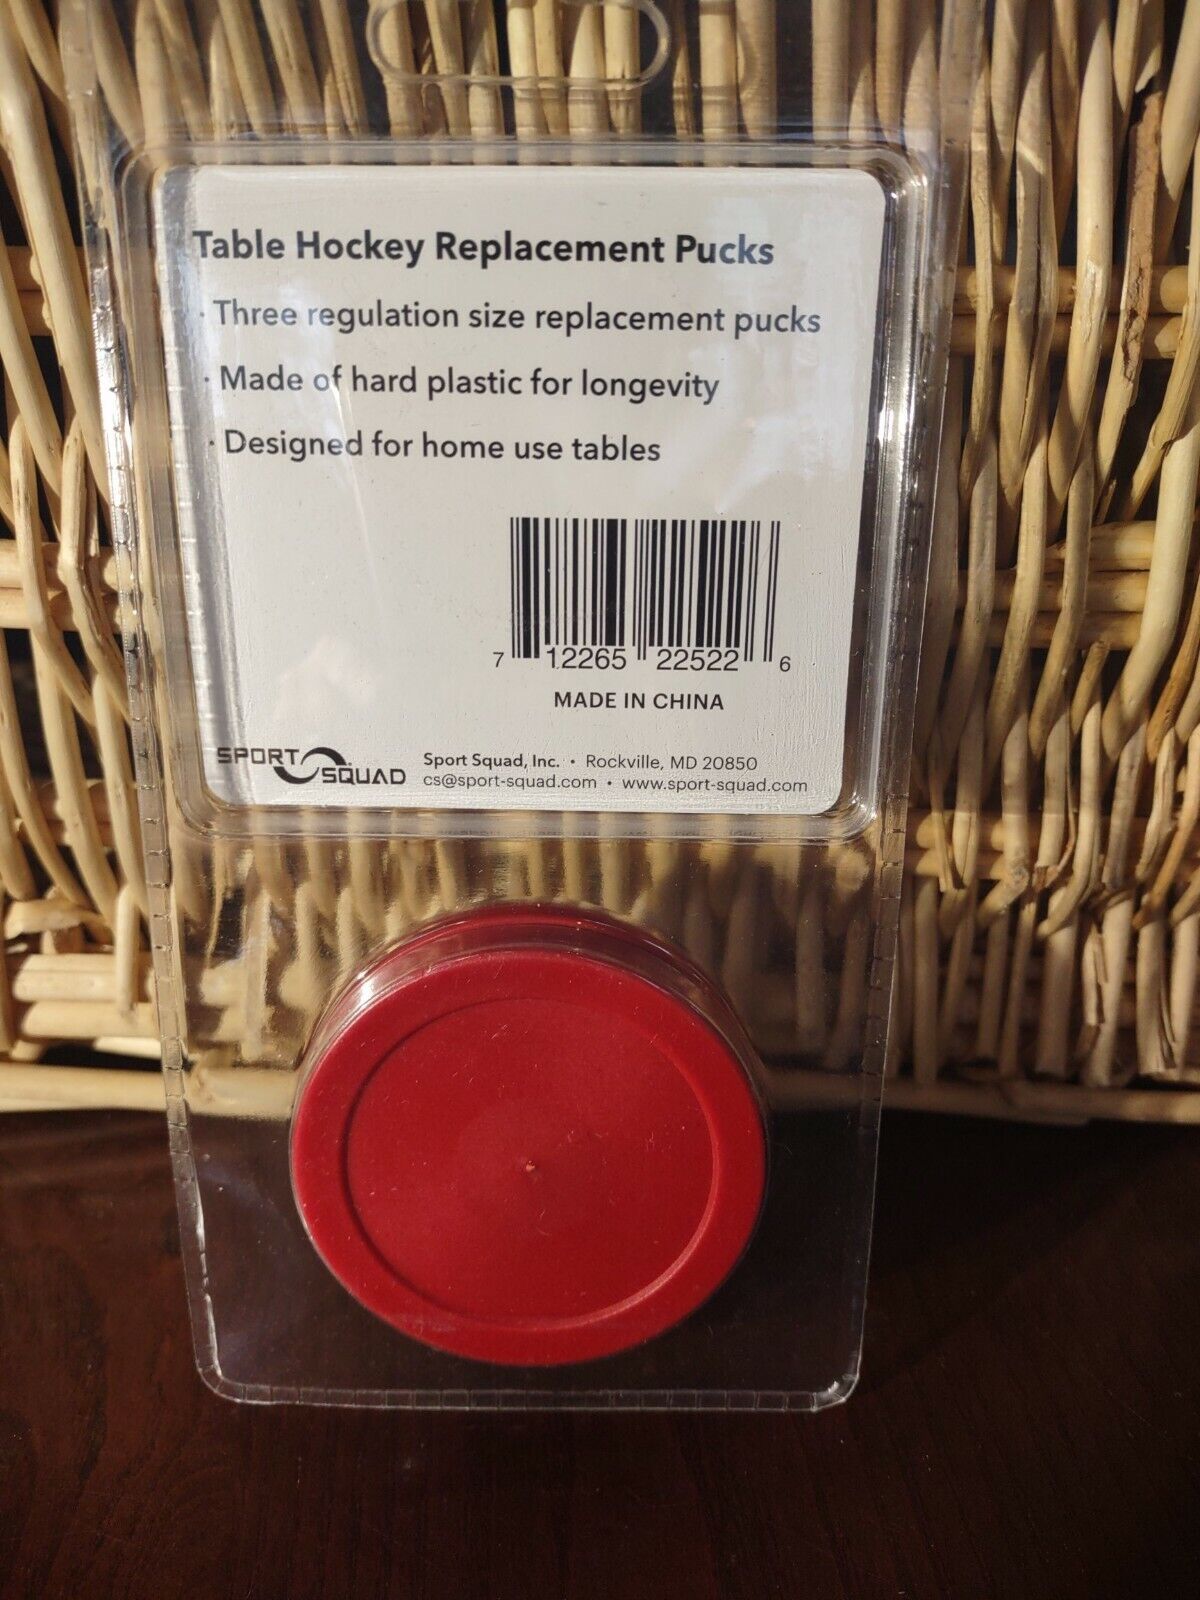 Table Hockey Replacement Pucks
· Three regulation size replacement pucks
· Made of hard plastic for longevity
· Designed for home use tables
7 12265 22522 6
MADE IN CHINA
SPORT SQUAD
Sport Squad, Inc. • Rockville, MD 20850
cs@sport-squad.com • www.sport-squad.com